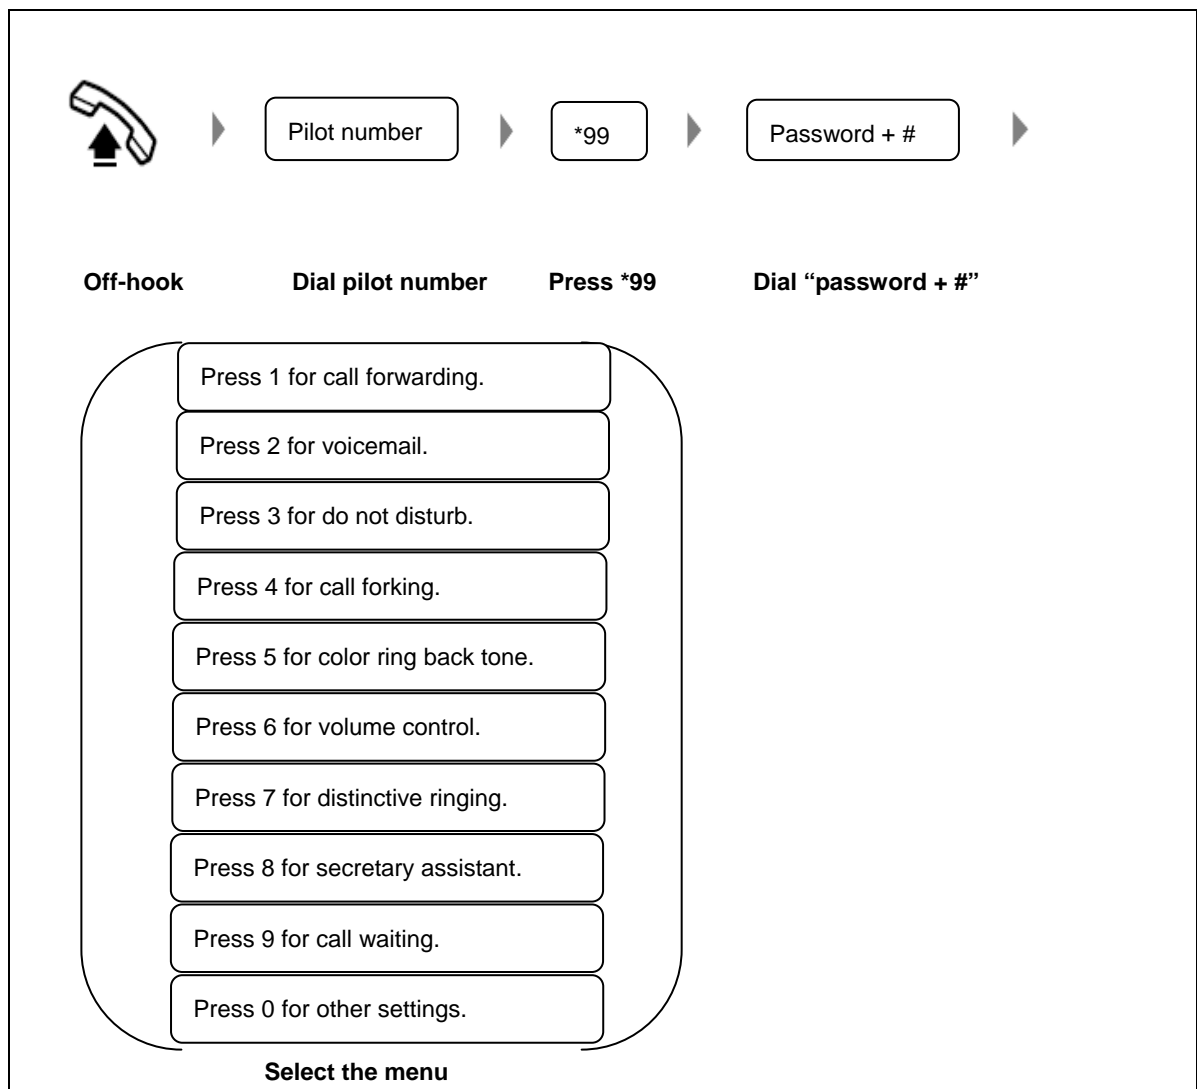 Pilot number
*99
Password + #
Off-hook
Dial pilot number
Press *99
Dial “password + #”
Press 1 for call forwarding.
Press 2 for voicemail.
Press 3 for do not disturb.
Press 4 for call forking.
Press 5 for color ring back tone.
Press 6 for volume control.
Press 7 for distinctive ringing.
Press 8 for secretary assistant.
Press 9 for call waiting.
Press 0 for other settings.
Select the menu